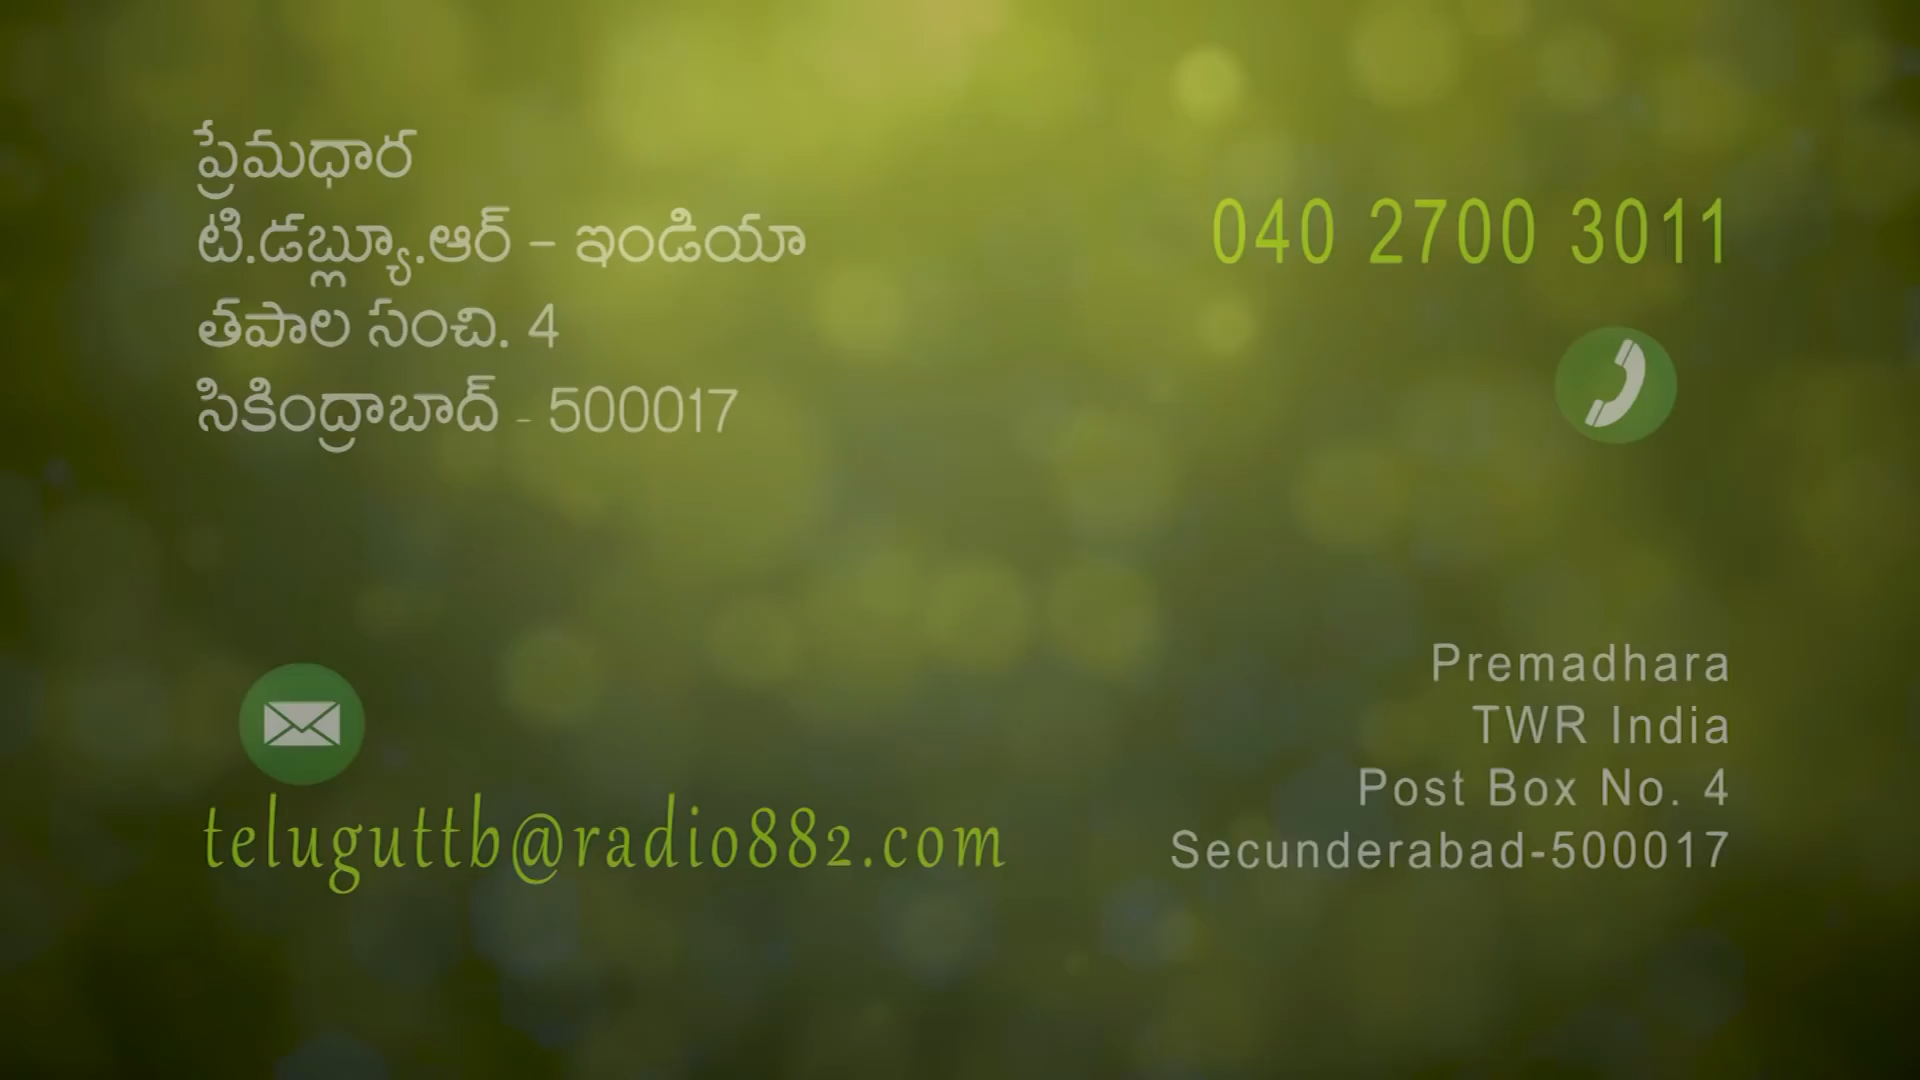 ప్రేమధార
టి.డబ్ల్యూ.ఆర్ – ఇండియా
తపాల సంచి. 4
సికింద్రాబాద్ - 500017
040 2700 3011
teluguttb@radio882.com
Premadhara
TWR India
Post Box No. 4
Secunderabad-500017